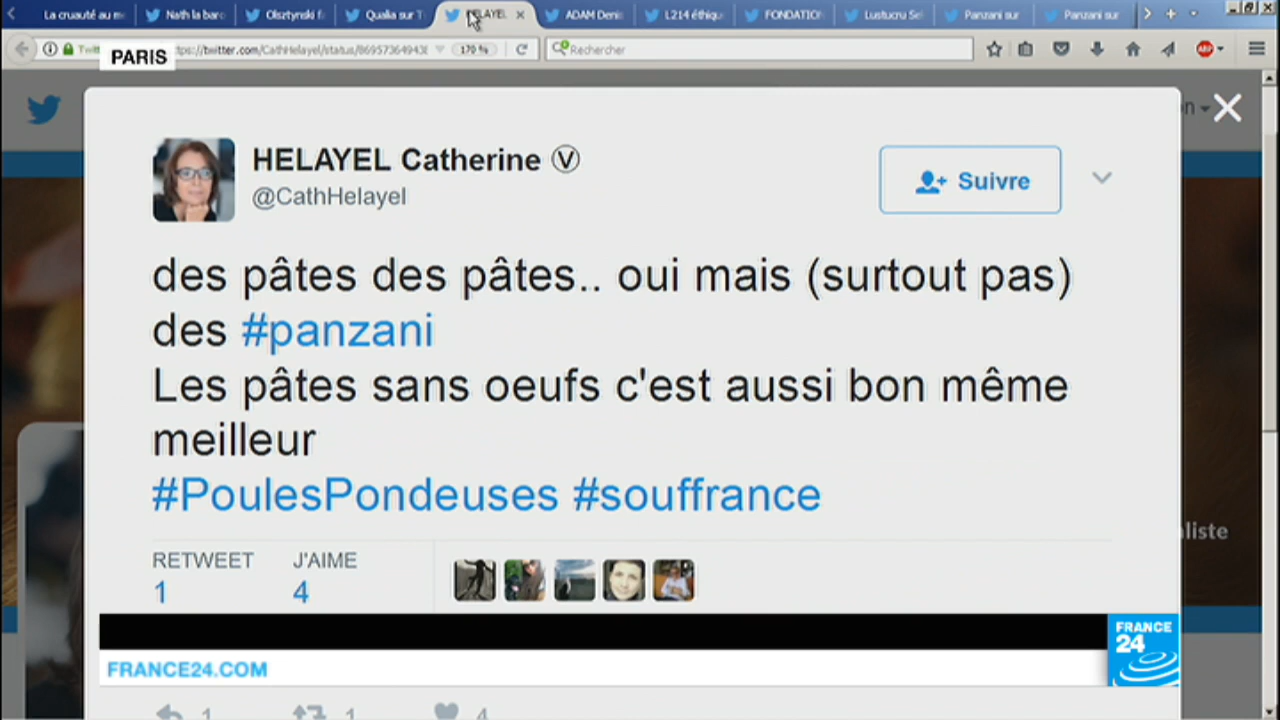 La cruauté au m
Nath la barc
Olsztynski f
Qualia sur T
HELAYEL
ADAM Deni
L214 éthiqu
FONDATION
Lustucru Se
Panzani sur
Panzani sur
https://twitter.com/CathHelayel/status/86957364943
170 %
Rechercher
PARIS
HELAYEL Catherine Ⓥ
@CathHelayel
Suivre
des pâtes des pâtes.. oui mais (surtout pas)
des #panzani
Les pâtes sans oeufs c'est aussi bon même
meilleur
#PoulesPondeuses #souffrance
aliste
RETWEET J'AIME
1 4
FRANCE24.COM
FRANCE
24
1 1 4